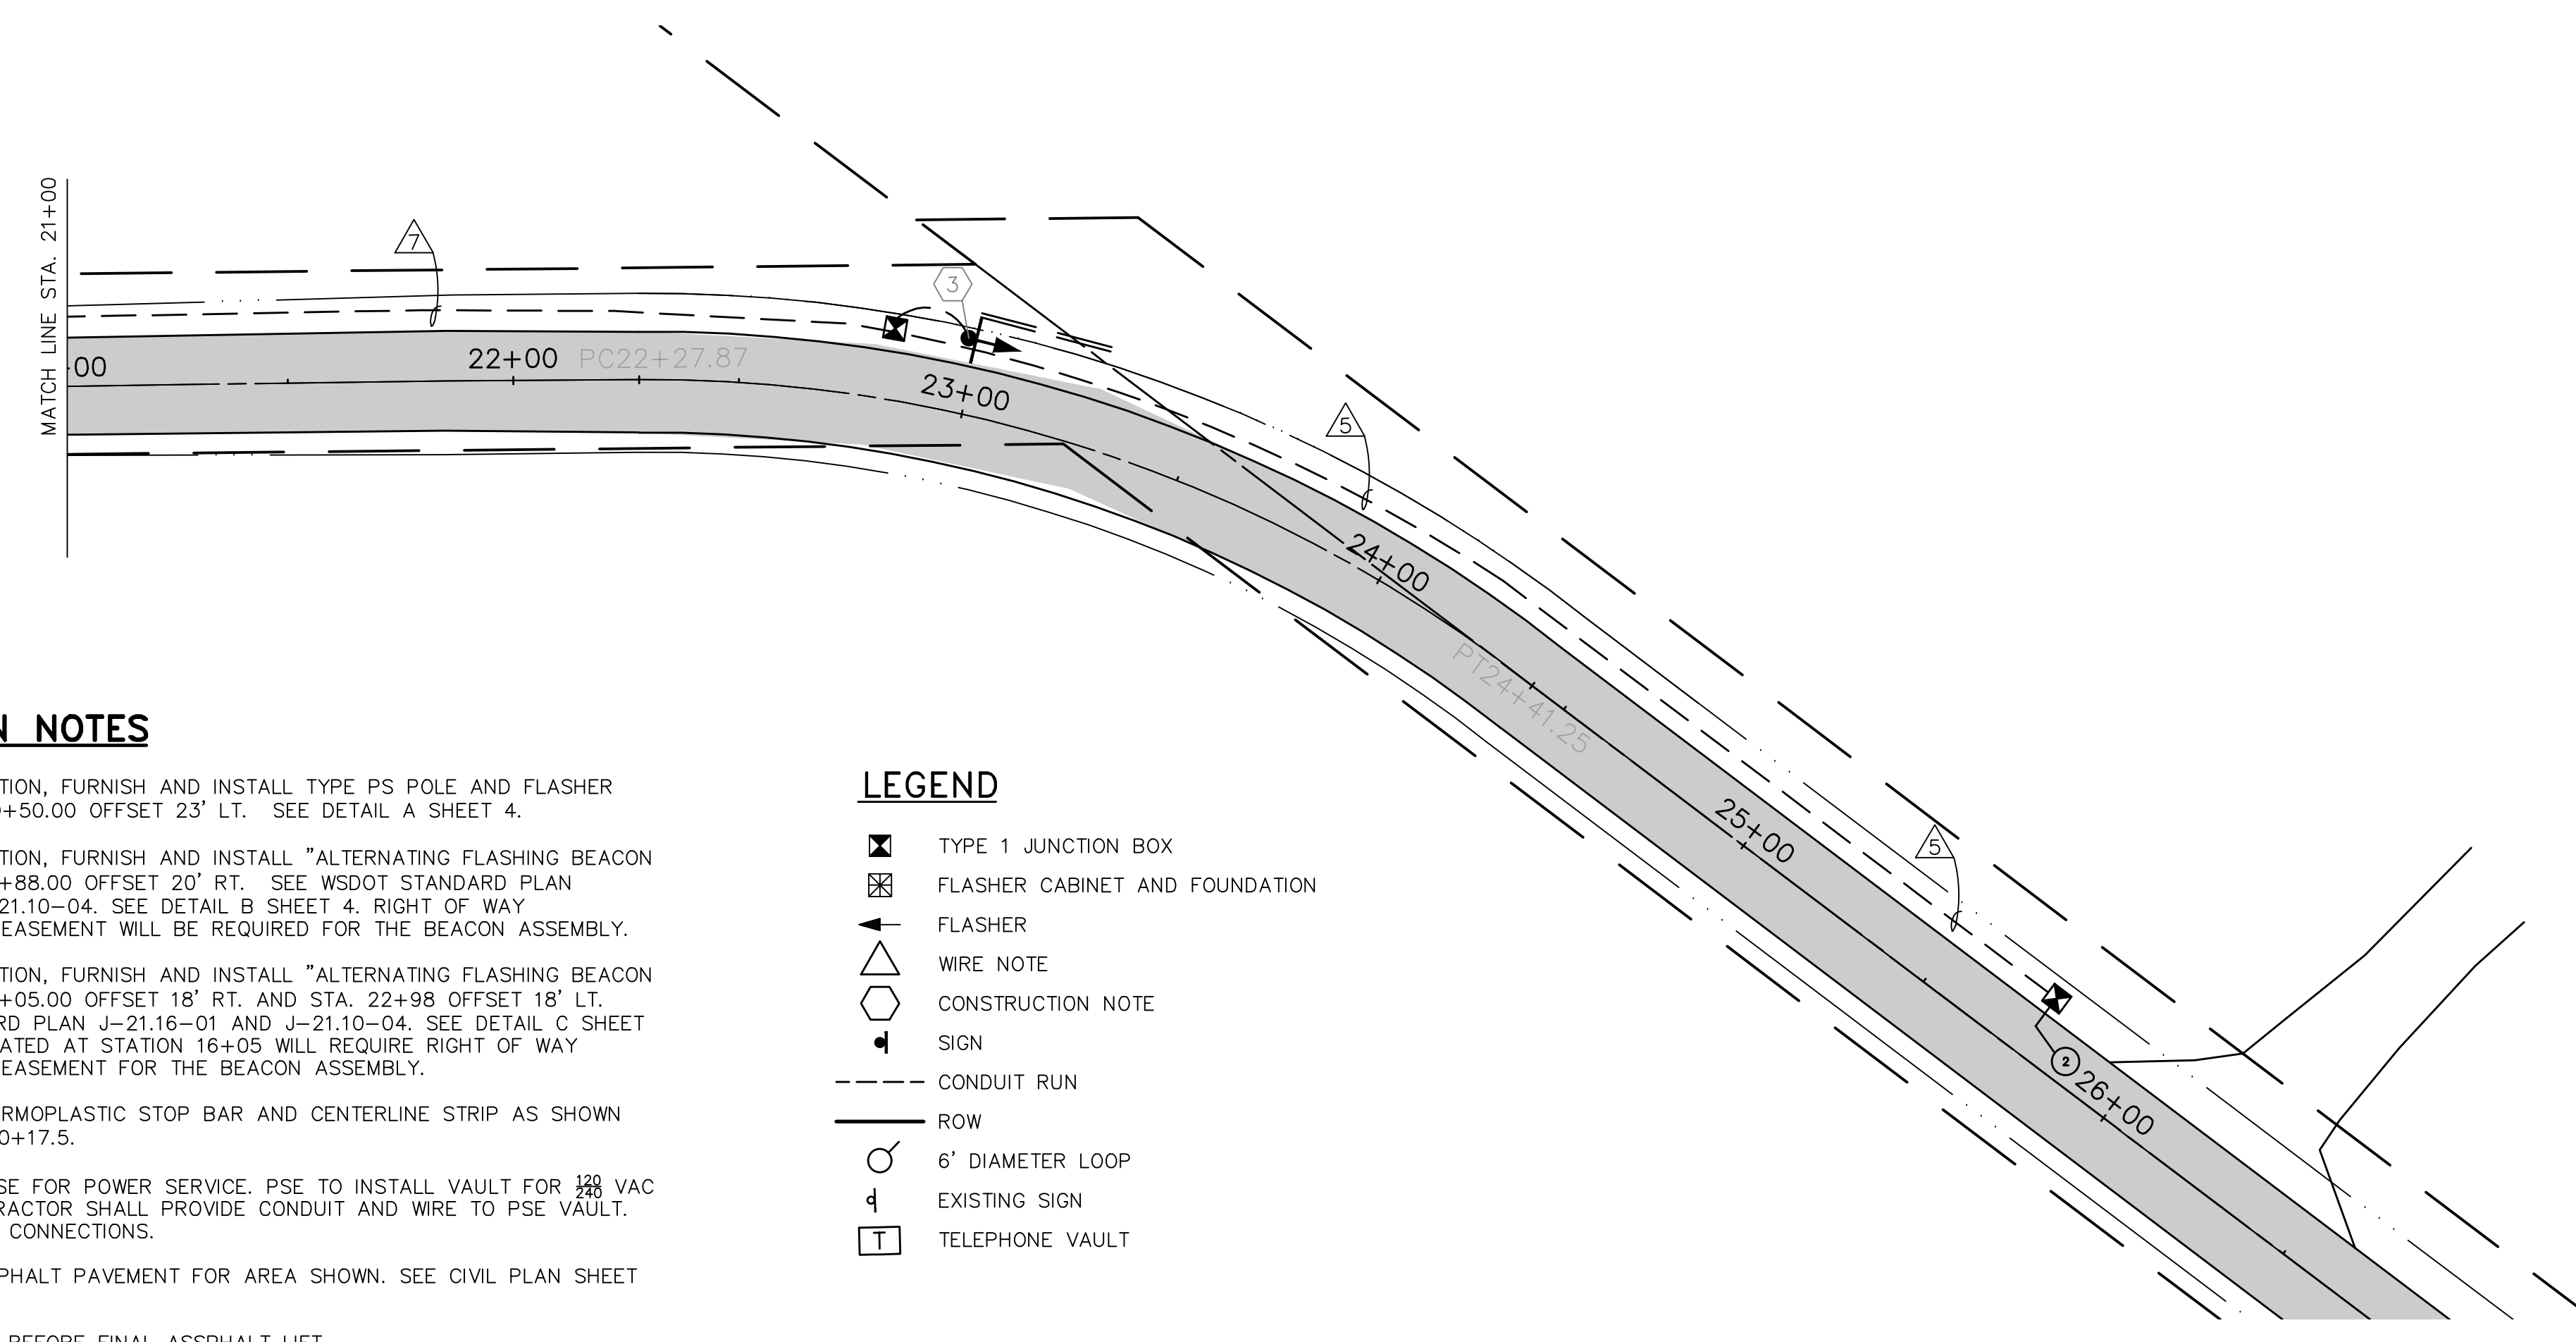 MATCH LINE STA. 21+00
7
3
00
22+00 PC22+27.87
23+00
5
24+00
PT24+41.25
25+00
5
2
26+00
N NOTES
TION, FURNISH AND INSTALL TYPE PS POLE AND FLASHER
+50.00 OFFSET 23' LT. SEE DETAIL A SHEET 4.
TION, FURNISH AND INSTALL "ALTERNATING FLASHING BEACON
+88.00 OFFSET 20' RT. SEE WSDOT STANDARD PLAN
21.10-04. SEE DETAIL B SHEET 4. RIGHT OF WAY
EASEMENT WILL BE REQUIRED FOR THE BEACON ASSEMBLY.
TION, FURNISH AND INSTALL "ALTERNATING FLASHING BEACON
+05.00 OFFSET 18' RT. AND STA. 22+98 OFFSET 18' LT.
RD PLAN J-21.16-01 AND J-21.10-04. SEE DETAIL C SHEET
ATED AT STATION 16+05 WILL REQUIRE RIGHT OF WAY
EASEMENT FOR THE BEACON ASSEMBLY.
RMOPLASTIC STOP BAR AND CENTERLINE STRIP AS SHOWN
0+17.5.
SE FOR POWER SERVICE. PSE TO INSTALL VAULT FOR 120/240 VAC
RACTOR SHALL PROVIDE CONDUIT AND WIRE TO PSE VAULT.
CONNECTIONS.
PHALT PAVEMENT FOR AREA SHOWN. SEE CIVIL PLAN SHEET
BEFORE FINAL ASSPHALT LIFT
LEGEND
TYPE 1 JUNCTION BOX
FLASHER CABINET AND FOUNDATION
FLASHER
WIRE NOTE
CONSTRUCTION NOTE
SIGN
CONDUIT RUN
ROW
6' DIAMETER LOOP
EXISTING SIGN
T TELEPHONE VAULT